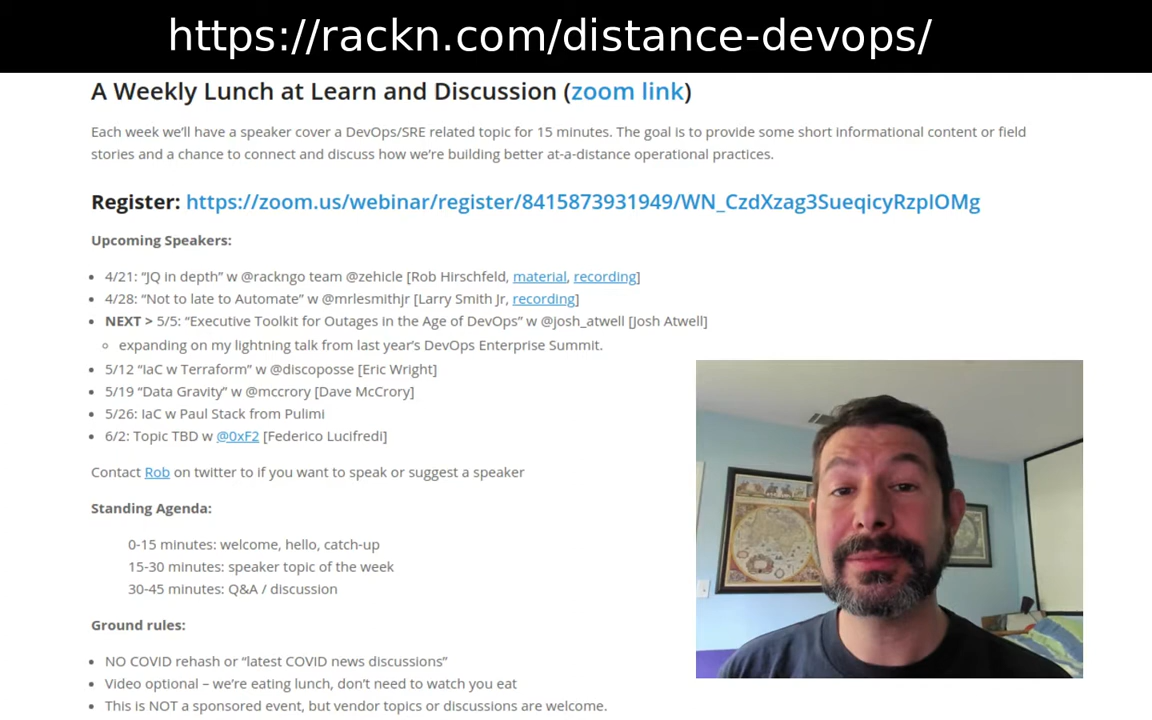 https://rackn.com/distance-devops/
A Weekly Lunch at Learn and Discussion (zoom link)
Each week we'll have a speaker cover a DevOps/SRE related topic for 15 minutes. The goal is to provide some short informational content or field
stories and a chance to connect and discuss how we're building better at-a-distance operational practices.
Register: https://zoom.us/webinar/register/8415873931949/WN_CzdXzag3SueqicyRzpIOMg
Upcoming Speakers:
• 4/21: “JQ in depth” w @rackngo team @zehicle [Rob Hirschfeld, material, recording]
• 4/28: “Not to late to Automate” w @mrlesmithjr [Larry Smith Jr, recording]
• NEXT > 5/5: “Executive Toolkit for Outages in the Age of DevOps” w @josh_atwell [Josh Atwell]
◦ expanding on my lightning talk from last year's DevOps Enterprise Summit.
• 5/12 “IaC w Terraform” w @discoposse [Eric Wright]
• 5/19 “Data Gravity” w @mccrory [Dave McCrory]
• 5/26: IaC w Paul Stack from Pulimi
• 6/2: Topic TBD w @0xF2 [Federico Lucifredi]
Contact Rob on twitter to if you want to speak or suggest a speaker
Standing Agenda:
0-15 minutes: welcome, hello, catch-up
15-30 minutes: speaker topic of the week
30-45 minutes: Q&A / discussion
Ground rules:
• NO COVID rehash or “latest COVID news discussions”
• Video optional – we're eating lunch, don't need to watch you eat
• This is NOT a sponsored event, but vendor topics or discussions are welcome.